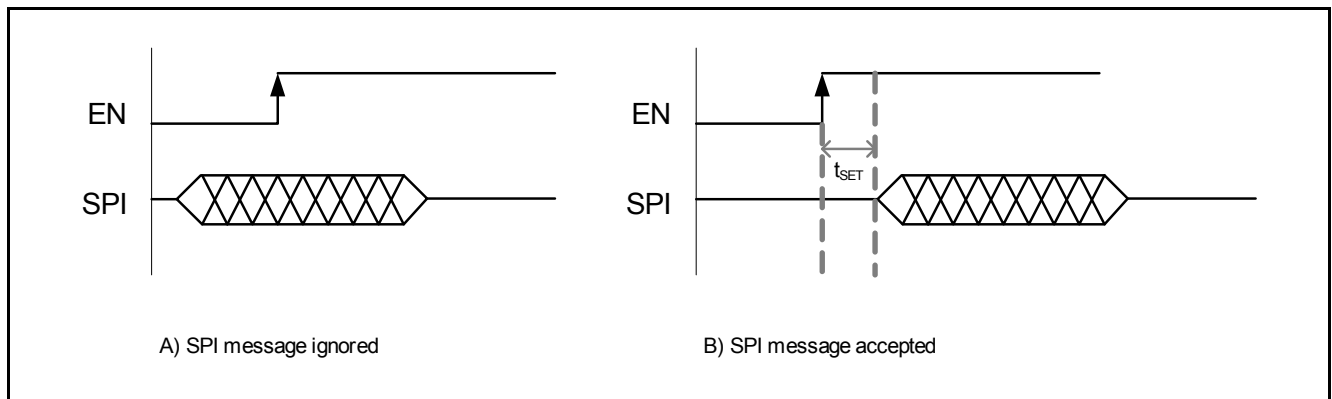 EN
SPI
A) SPI message ignored
EN
tSET
SPI
B) SPI message accepted